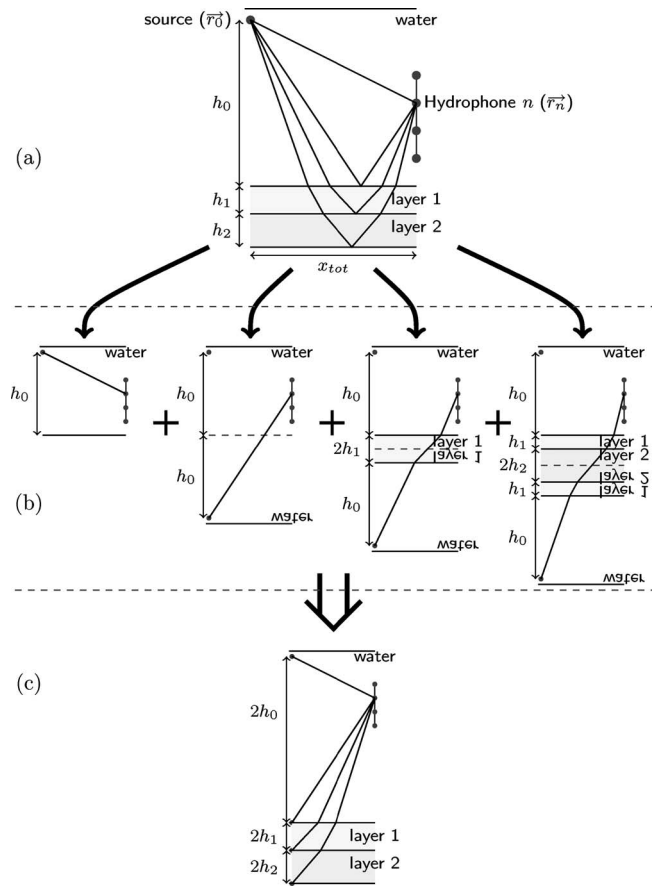 source (r⃗₀)
water
h₀
Hydrophone n (r⃗ₙ)
(a)
h₁
layer 1
h₂
layer 2
xₜₒₜ
water
water
water
water
h₀
h₀
h₀
h₀
+
+
+
layer 1
2h₁
layer 1
h₁
layer 1
layer 2
2h₂
layer 2
h₁
layer 1
(b)
h₀
h₀
h₀
water
water
water
(c)
water
2h₀
2h₁
layer 1
2h₂
layer 2